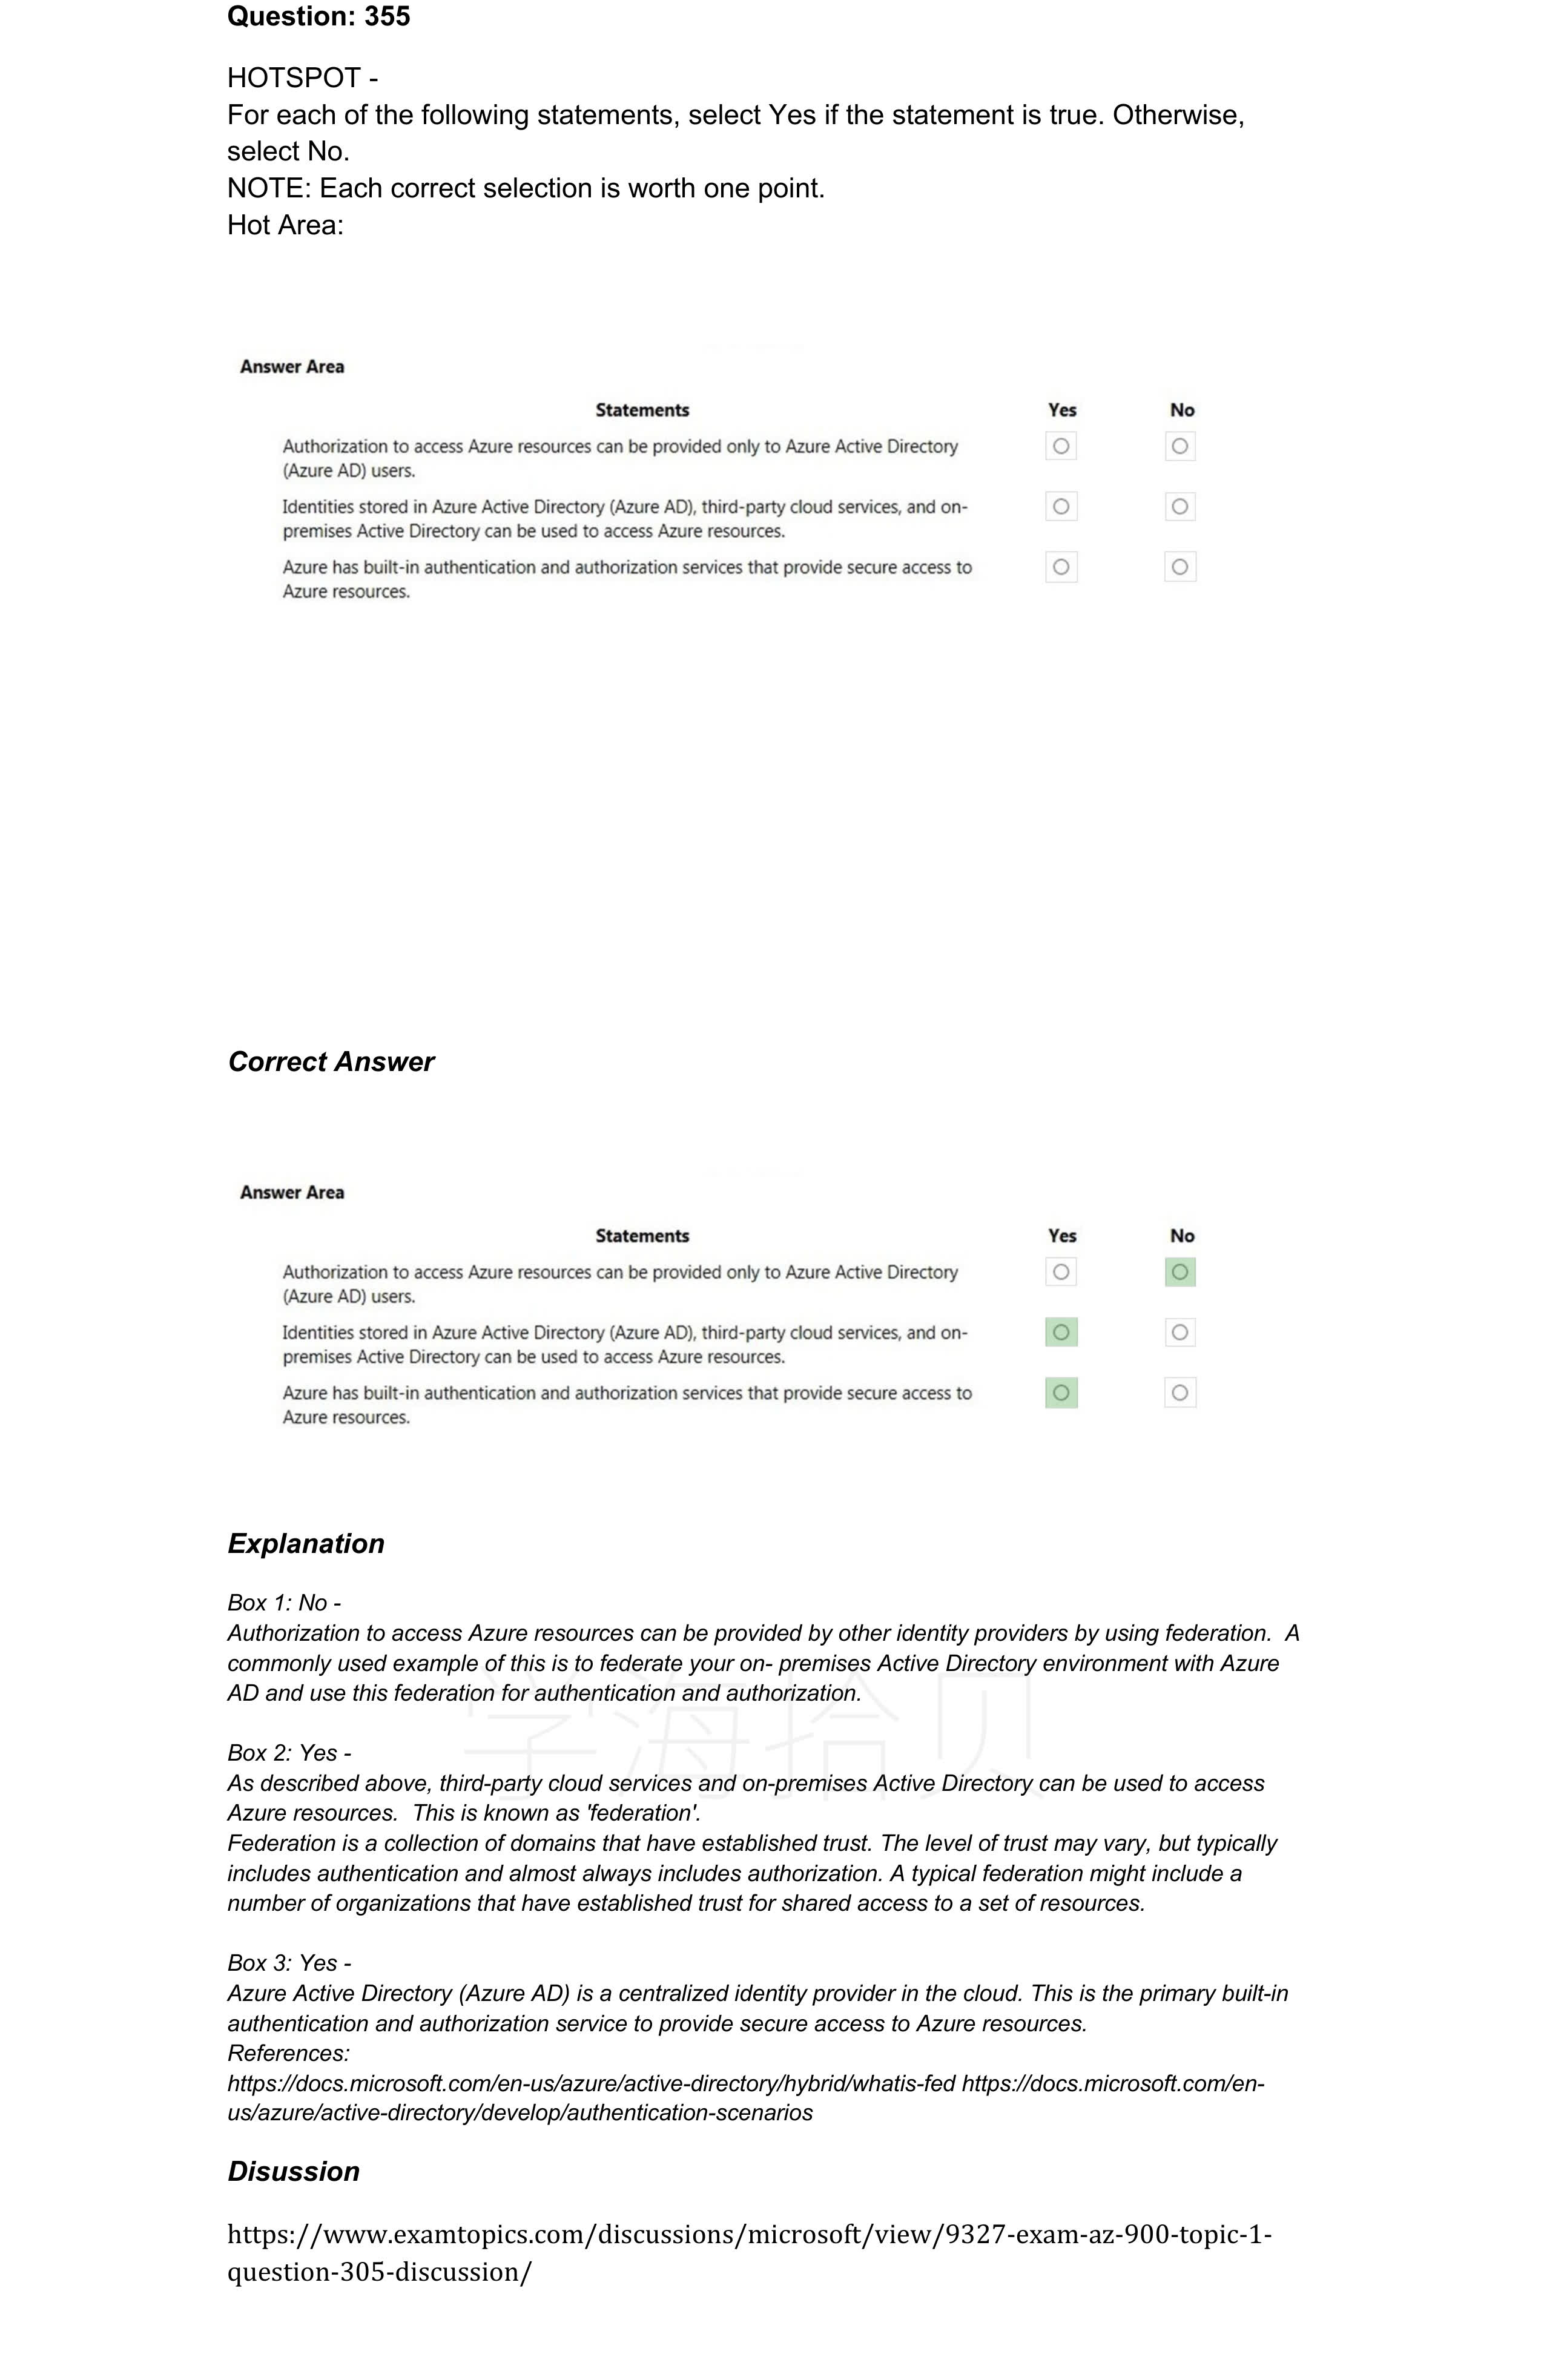 Question: 355
HOTSPOT -
For each of the following statements, select Yes if the statement is true. Otherwise,
select No.
NOTE: Each correct selection is worth one point.
Hot Area:
Answer Area
Statements Yes No
Authorization to access Azure resources can be provided only to Azure Active Directory
(Azure AD) users.
Identities stored in Azure Active Directory (Azure AD), third-party cloud services, and on-
premises Active Directory can be used to access Azure resources.
Azure has built-in authentication and authorization services that provide secure access to
Azure resources.
Correct Answer
Answer Area
Statements Yes No
Authorization to access Azure resources can be provided only to Azure Active Directory
(Azure AD) users.
Identities stored in Azure Active Directory (Azure AD), third-party cloud services, and on-
premises Active Directory can be used to access Azure resources.
Azure has built-in authentication and authorization services that provide secure access to
Azure resources.
Explanation
Box 1: No -
Authorization to access Azure resources can be provided by other identity providers by using federation.  A
commonly used example of this is to federate your on- premises Active Directory environment with Azure
AD and use this federation for authentication and authorization.
学海拾贝
Box 2: Yes -
As described above, third-party cloud services and on-premises Active Directory can be used to access
Azure resources.  This is known as 'federation'.
Federation is a collection of domains that have established trust. The level of trust may vary, but typically
includes authentication and almost always includes authorization. A typical federation might include a
number of organizations that have established trust for shared access to a set of resources.
Box 3: Yes -
Azure Active Directory (Azure AD) is a centralized identity provider in the cloud. This is the primary built-in
authentication and authorization service to provide secure access to Azure resources.
References:
https://docs.microsoft.com/en-us/azure/active-directory/hybrid/whatis-fed https://docs.microsoft.com/en-
us/azure/active-directory/develop/authentication-scenarios
Disussion
https://www.examtopics.com/discussions/microsoft/view/9327-exam-az-900-topic-1-
question-305-discussion/